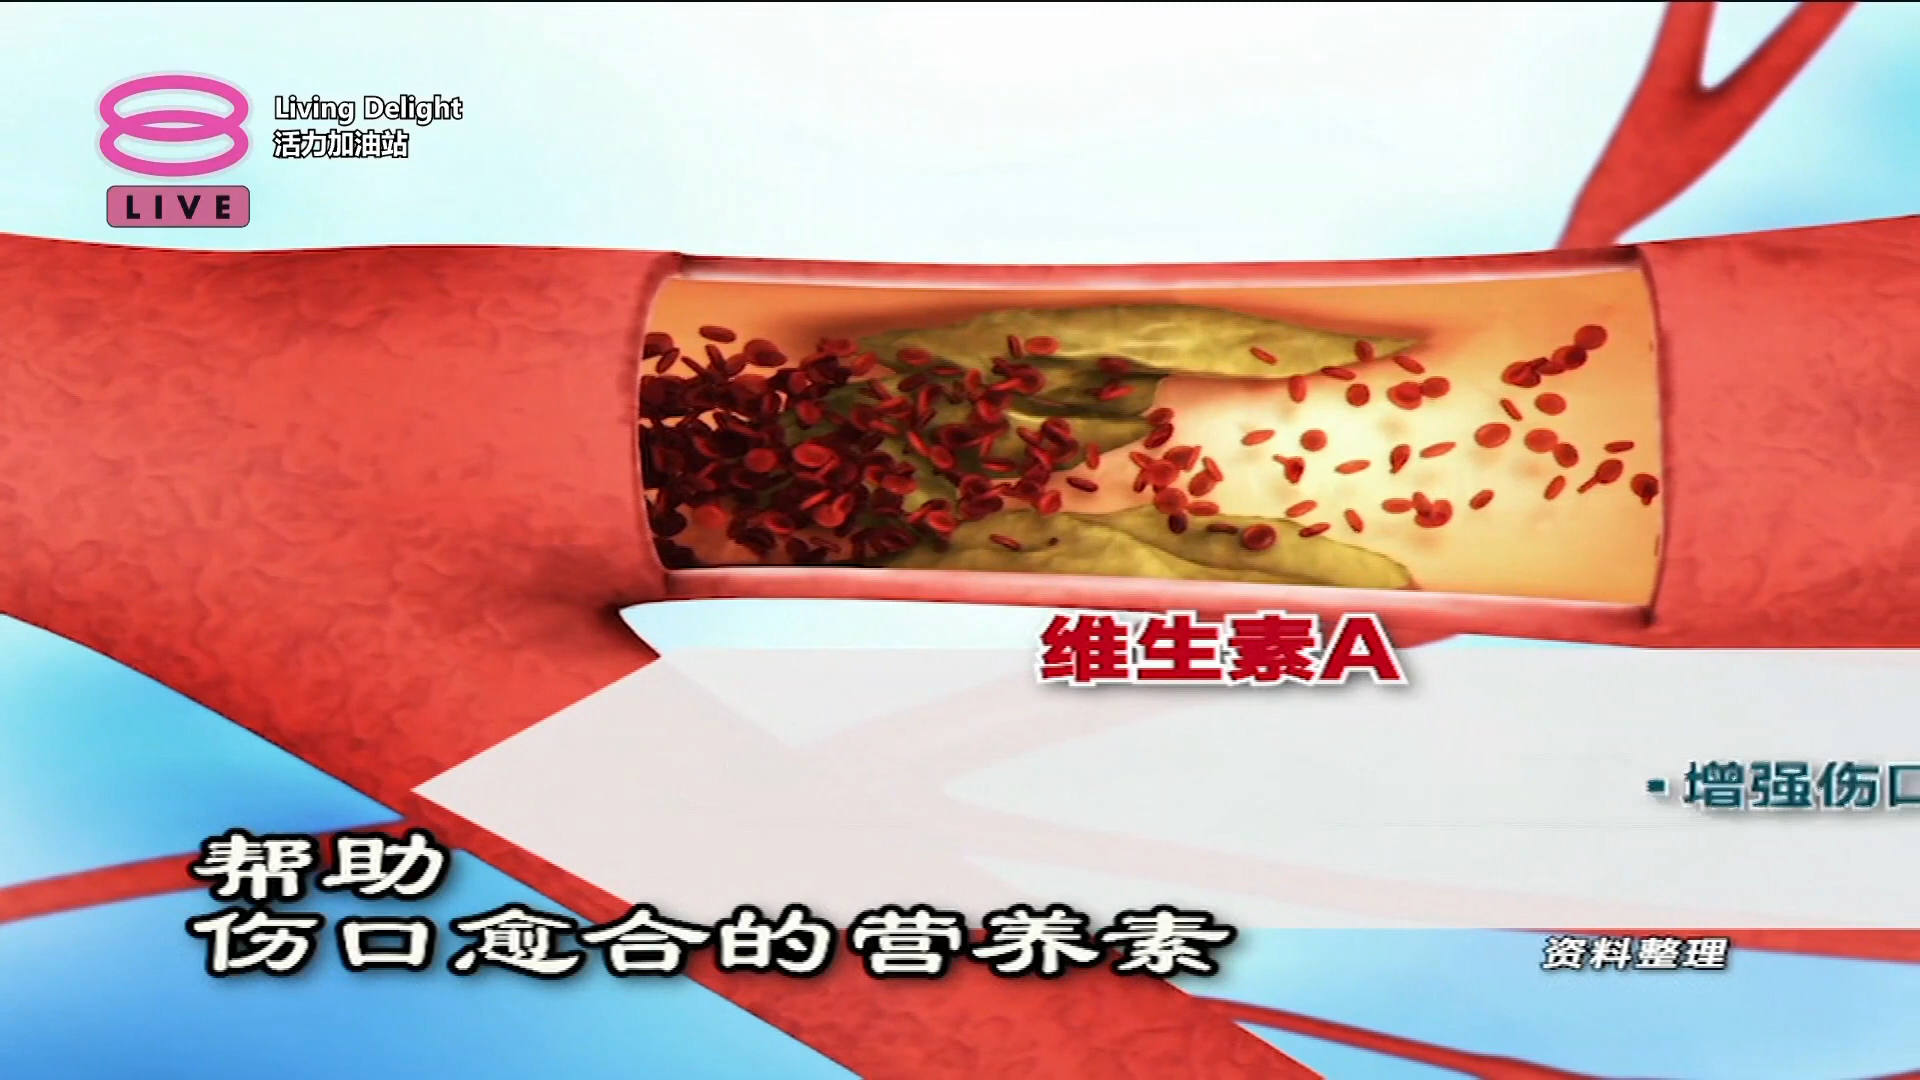 Living Delight
活力加油站
LIVE
维生素A
·增强伤口
帮助
伤口愈合的营养素
资料整理